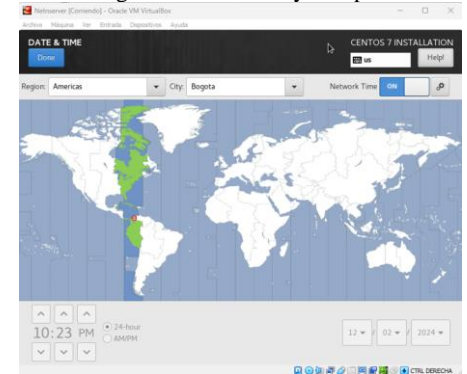 Netnserver [Corriendo] - Oracle VM VirtualBox
Archivo Máquina Ver Entrada Dispositivos Ayuda
DATE & TIME
CENTOS 7 INSTALLATION
Done
us
Help!
Region: Americas
City: Bogota
Network Time ON
10:23 PM
24-hour
AM/PM
12 / 02 / 2024
CTRL DERECHA